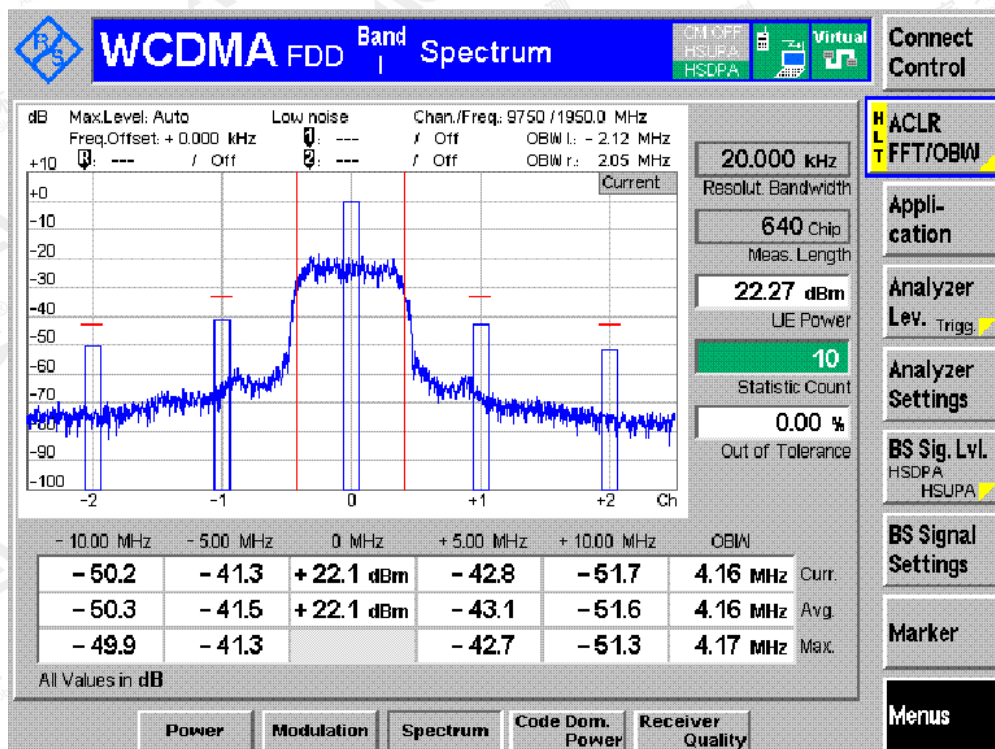 R&S
WCDMA FDD Band I Spectrum
CM OFF
HSUPA
HSDPA
Virtual
Connect Control
dB Max.Level: Auto Low noise Chan./Freq.: 9750 / 1950.0 MHz
Freq.Offset: + 0.000 kHz 1: --- / Off OBW l.: – 2.12 MHz
+10 R: --- / Off 2: --- / Off OBW r.: 2.05 MHz
Current
+0
-10
-20
-30
-40
-50
-60
-70
-80
-90
-100
-2 -1 0 +1 +2 Ch
20.000 kHz
Resolut. Bandwidth
640 Chip
Meas. Length
22.27 dBm
UE Power
10
Statistic Count
0.00 %
Out of Tolerance
– 10.00 MHz – 5.00 MHz 0 MHz + 5.00 MHz + 10.00 MHz OBW
– 50.2 – 41.3 + 22.1 dBm – 42.8 – 51.7 4.16 MHz Curr.
– 50.3 – 41.5 + 22.1 dBm – 43.1 – 51.6 4.16 MHz Avg.
– 49.9 – 41.3 – 42.7 – 51.3 4.17 MHz Max.
All Values in dB
HLT
ACLR
FFT/OBW
Appli-
cation
Analyzer
Lev. Trigg.
Analyzer
Settings
BS Sig. Lvl.
HSDPA
HSUPA
BS Signal
Settings
Marker
Menus
Power
Modulation
Spectrum
Code Dom.
Power
Receiver
Quality